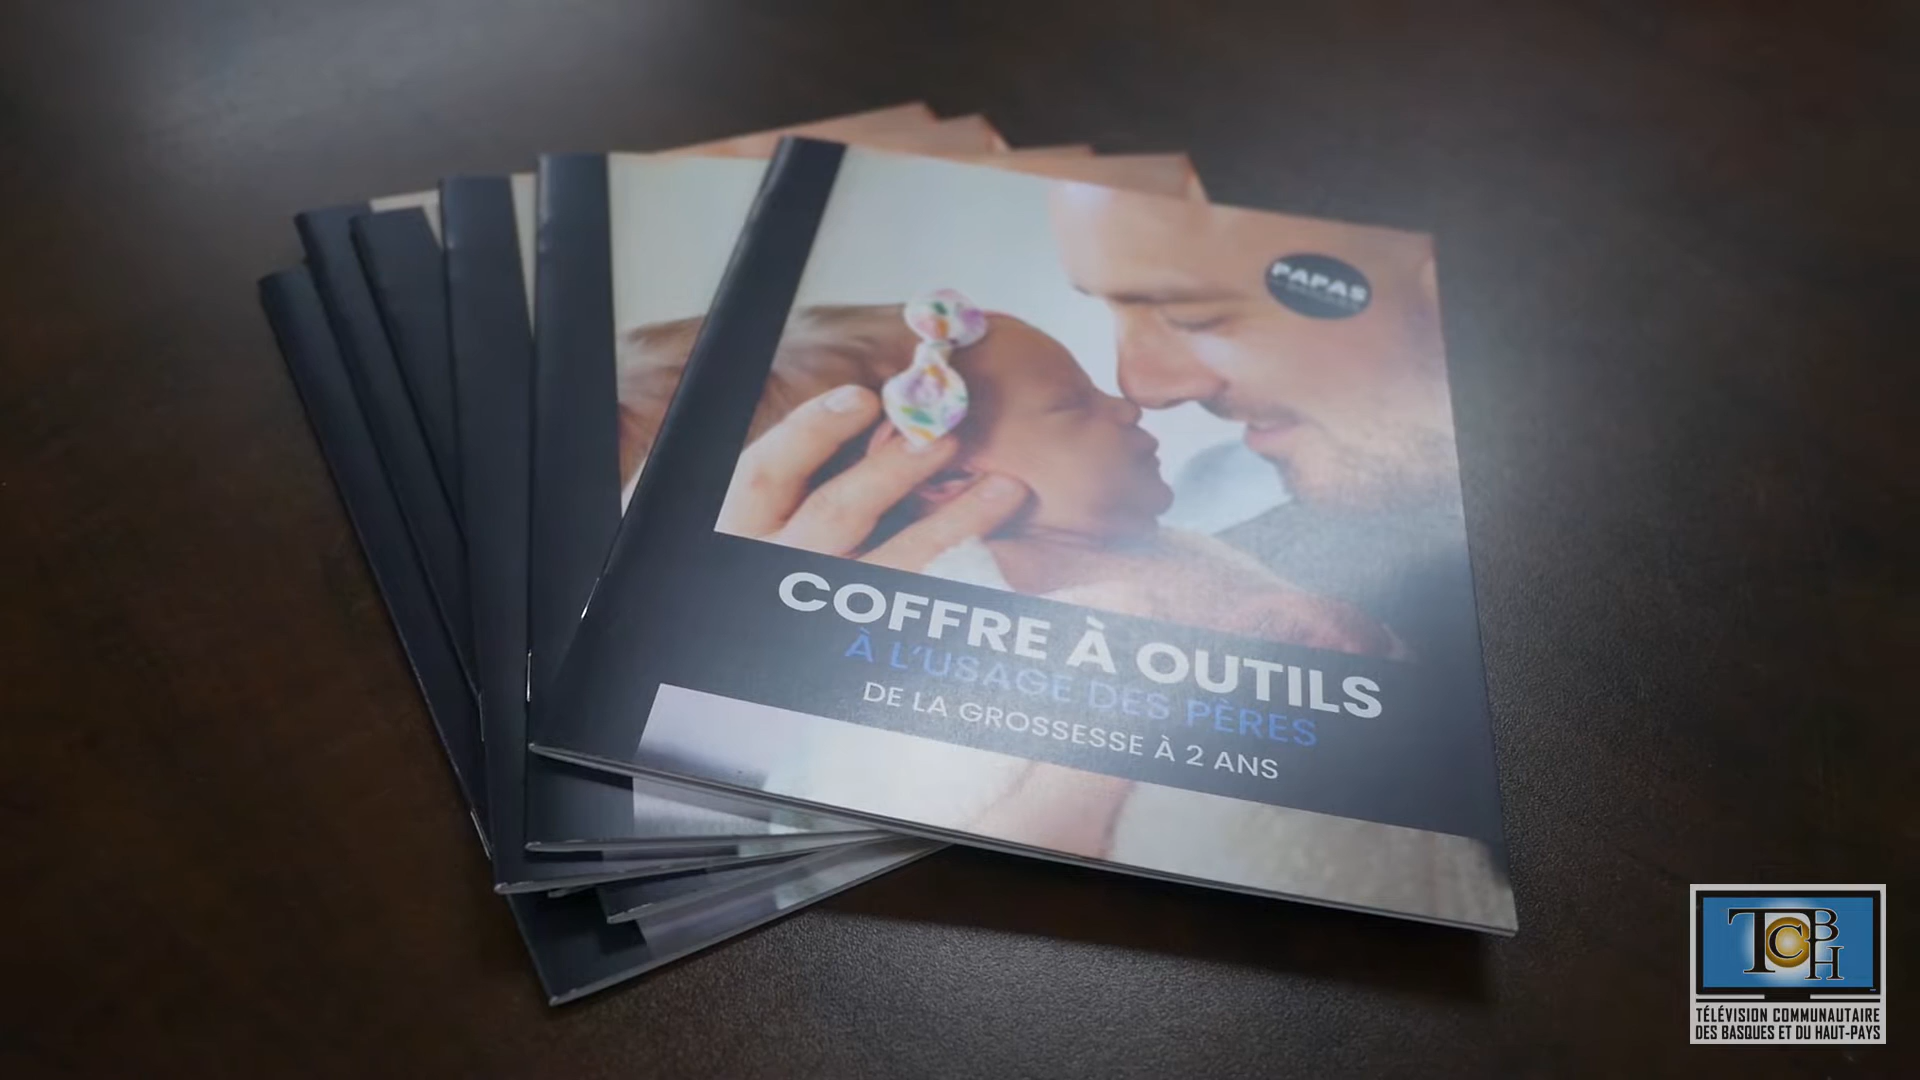 PAPAS
COFFRE À OUTILS
À L'USAGE DES PÈRES
DE LA GROSSESSE À 2 ANS
TCBH
TÉLÉVISION COMMUNAUTAIRE
DES BASQUES ET DU HAUT-PAYS